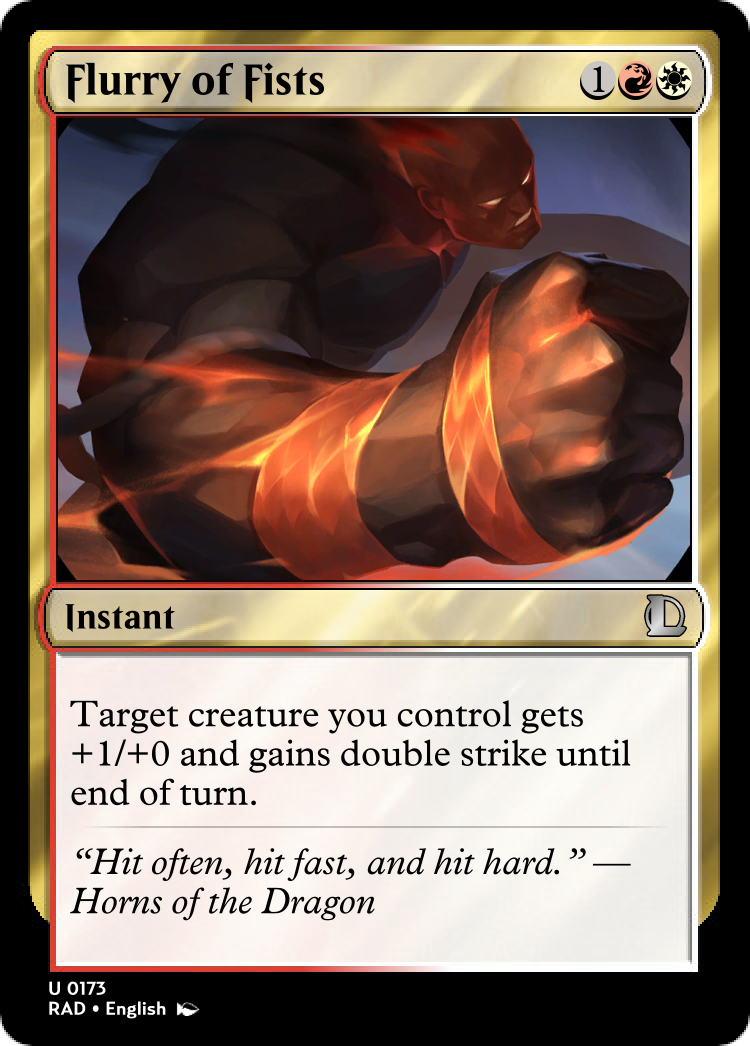 Flurry of Fists 1
Instant
Target creature you control gets
+1/+0 and gains double strike until
end of turn.
“Hit often, hit fast, and hit hard.” —
Horns of the Dragon
U 0173
RAD • English